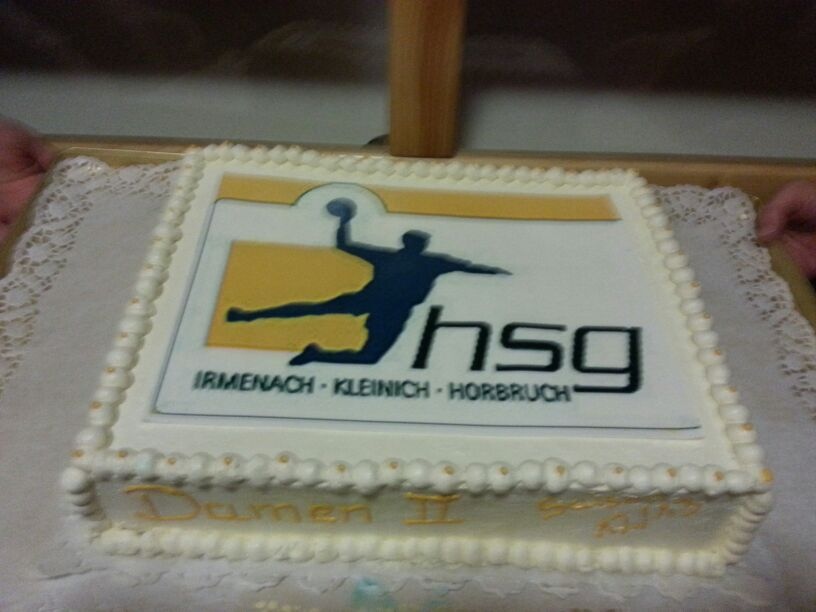 hsg
IRMENACH · KLEINICH · HORBRUCH
Damen II